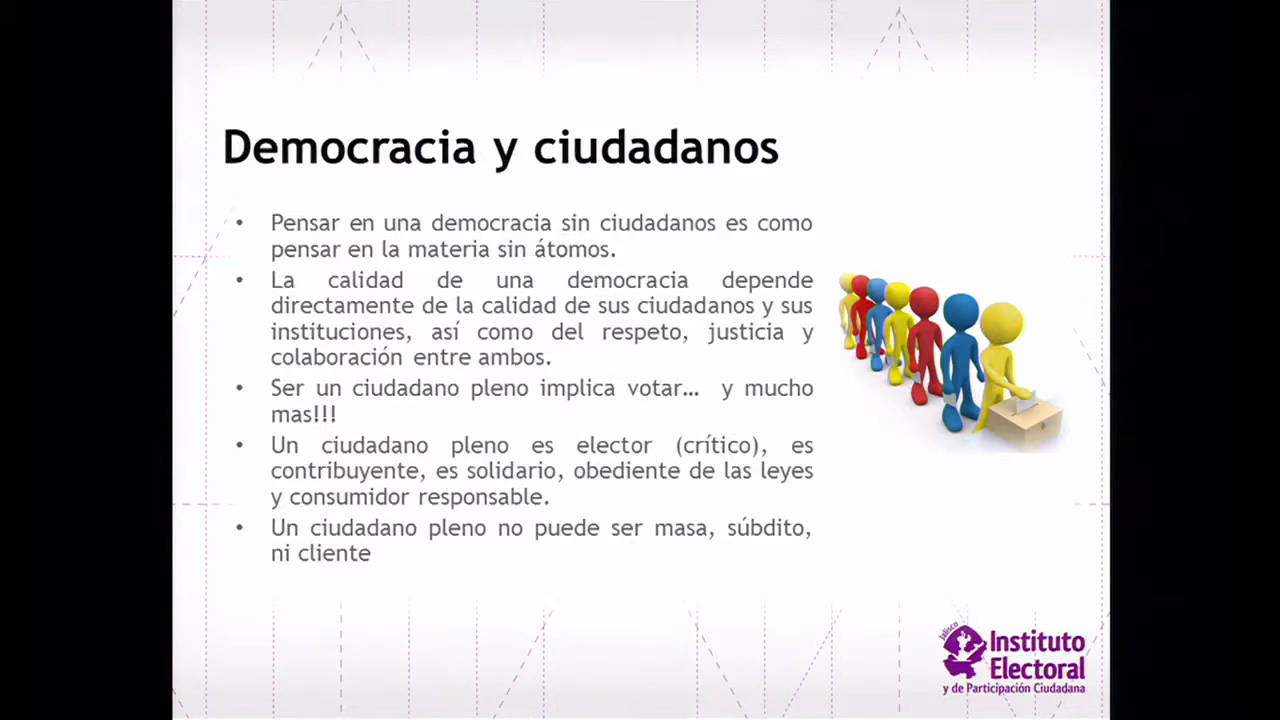 Democracia y ciudadanos
• Pensar en una democracia sin ciudadanos es como
pensar en la materia sin átomos.
• La calidad de una democracia depende
directamente de la calidad de sus ciudadanos y sus
instituciones, así como del respeto, justicia y
colaboración entre ambos.
• Ser un ciudadano pleno implica votar… y mucho
mas!!!
• Un ciudadano pleno es elector (crítico), es
contribuyente, es solidario, obediente de las leyes
y consumidor responsable.
• Un ciudadano pleno no puede ser masa, súbdito,
ni cliente
Jalisco
Instituto
Electoral
y de Participación Ciudadana